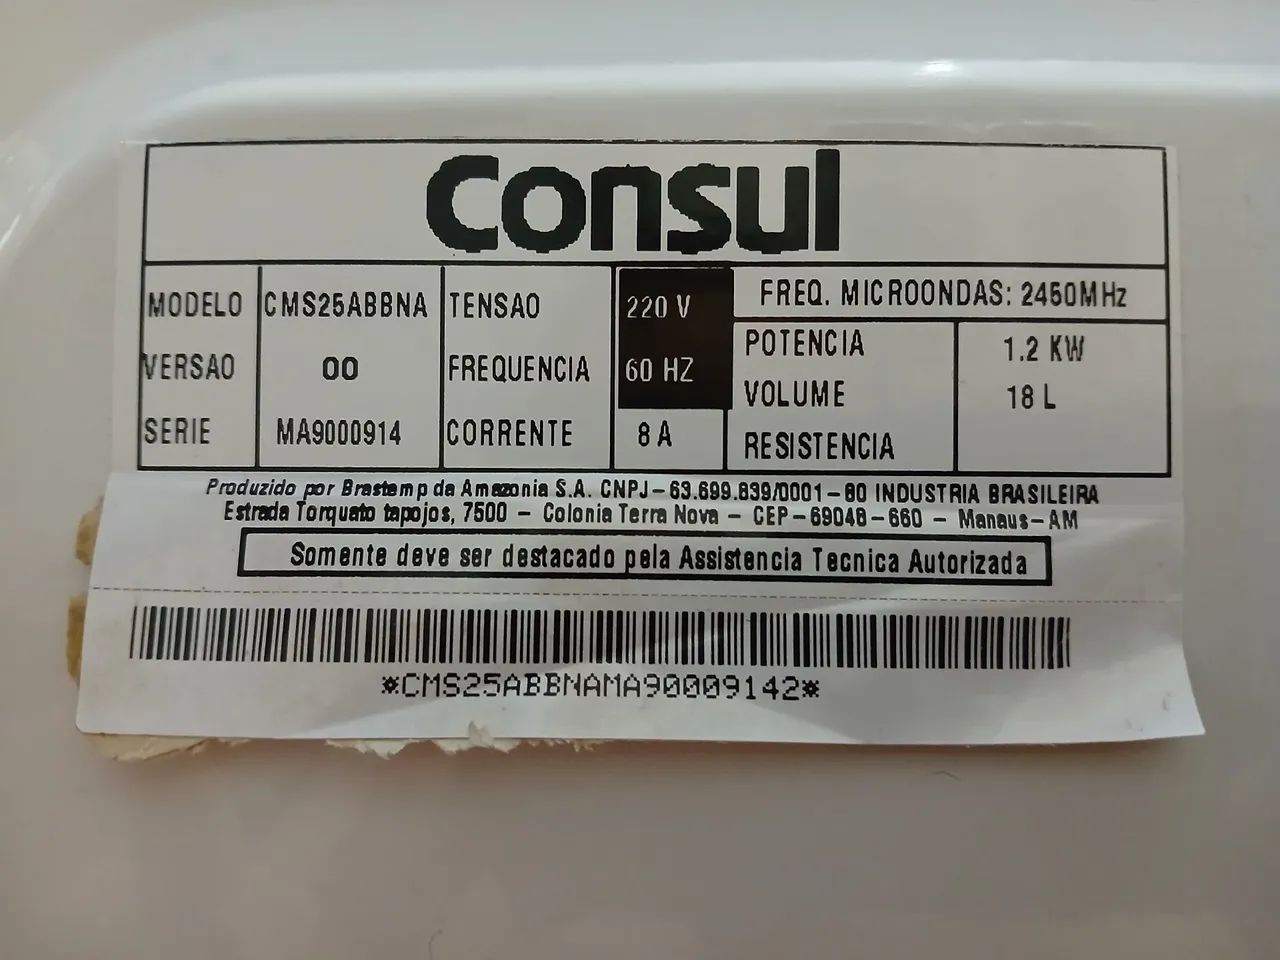 Consul
MODELO CMS25ABBNA TENSAO 220 V FREQ. MICROONDAS: 2450MHz
VERSAO 00 FREQUENCIA 60 HZ POTENCIA 1.2 KW
VOLUME 18 L
SERIE MA9000914 CORRENTE 8 A RESISTENCIA
Produzido por Brastemp da Amazonia S.A. CNPJ-63.699.839/0001-80 INDUSTRIA BRASILEIRA
Estrada Torquato tapojos, 7500 - Colonia Terra Nova - CEP-69048-660 - Manaus-AM
Somente deve ser destacado pela Assistencia Tecnica Autorizada
*CMS25ABBNAMA90009142*